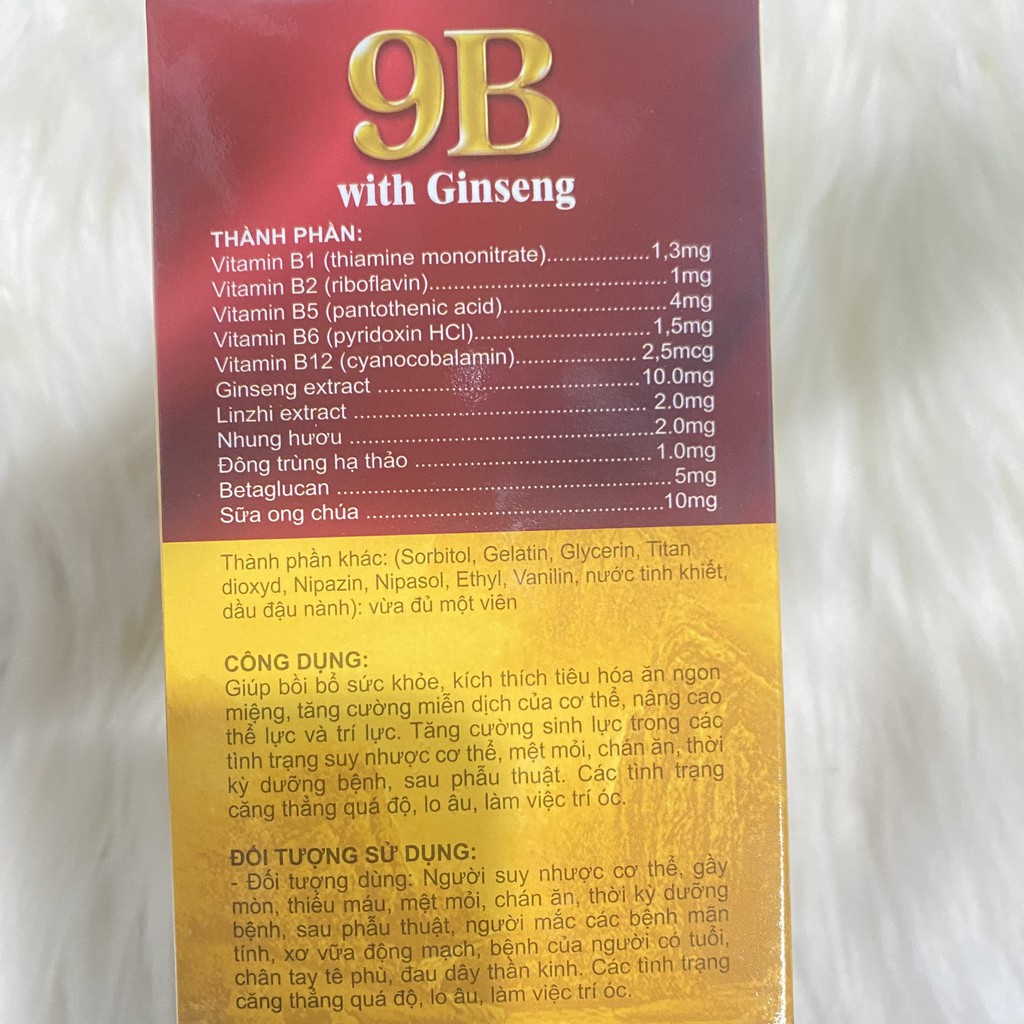 9B
with Ginseng
THÀNH PHẦN:
Vitamin B1 (thiamine mononitrate)................. 1,3mg
Vitamin B2 (riboflavin)....................................... 1mg
Vitamin B5 (pantothenic acid)........................... 4mg
Vitamin B6 (pyridoxin HCl)............................. 1,5mg
Vitamin B12 (cyanocobalamin).................... 2,5mcg
Ginseng extract ........................................... 10.0mg
Linzhi extract ................................................ 2.0mg
Nhung hươu .................................................. 2.0mg
Đông trùng hạ thảo ....................................... 1.0mg
Betaglucan ....................................................... 5mg
Sữa ong chúa ................................................. 10mg
Thành phần khác: (Sorbitol, Gelatin, Glycerin, Titan
dioxyd, Nipazin, Nipasol, Ethyl, Vanilin, nước tinh khiết,
dầu đậu nành): vừa đủ một viên
CÔNG DỤNG:
Giúp bồi bổ sức khỏe, kích thích tiêu hóa ăn ngon
miệng, tăng cường miễn dịch của cơ thể, nâng cao
thể lực và trí lực. Tăng cường sinh lực trong các
tình trạng suy nhược cơ thể, mệt mỏi, chán ăn, thời
kỳ dưỡng bệnh, sau phẫu thuật. Các tình trạng
căng thẳng quá độ, lo âu, làm việc trí óc.
ĐỐI TƯỢNG SỬ DỤNG:
- Đối tượng dùng: Người suy nhược cơ thể, gầy
mòn, thiếu máu, mệt mỏi, chán ăn, thời kỳ dưỡng
bệnh, sau phẫu thuật, người mắc các bệnh mãn
tính, xơ vữa động mạch, bệnh của người có tuổi,
chân tay tê phù, đau dây thần kinh. Các tình trạng
căng thẳng quá độ, lo âu, làm việc trí óc.